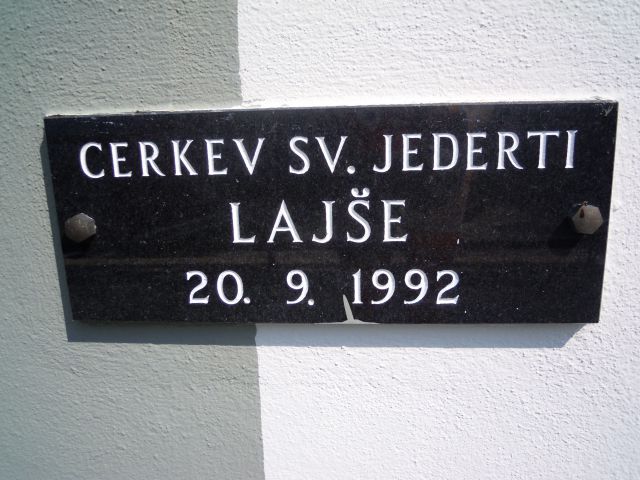 CERKEV SV. JEDERTI
LAJŠE
20. 9. 1992